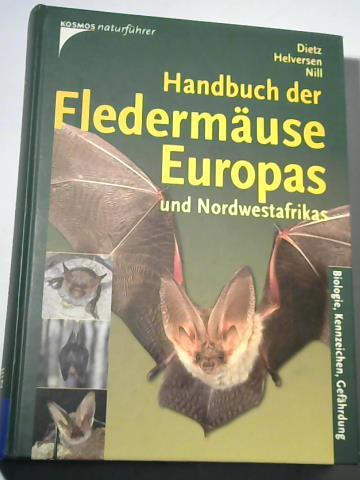 KOSMOS naturführer
Dietz
Helversen
Nill
Handbuch der
Fledermäuse
Europas
und Nordwestafrikas
Biologie, Kennzeichen, Gefährdung